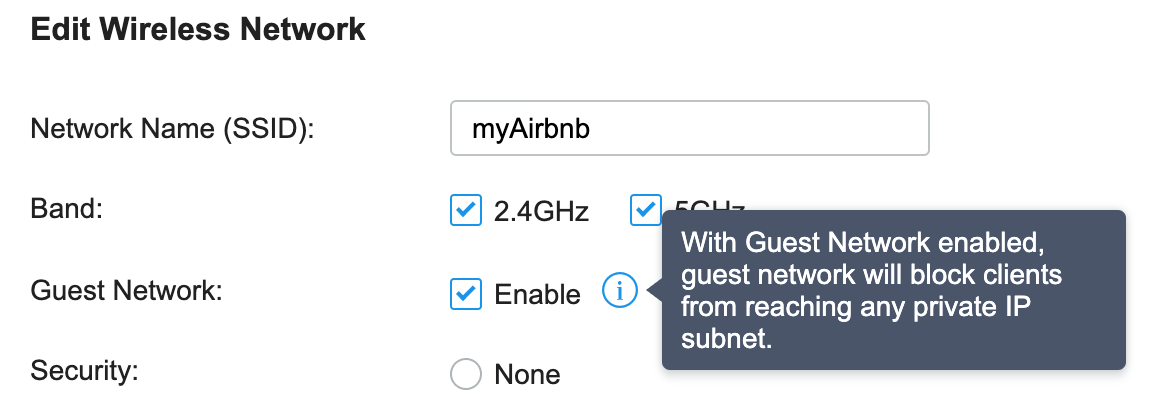 Edit Wireless Network
Network Name (SSID):
myAirbnb
Band:
2.4GHz
5GHz
Guest Network:
Enable
i
With Guest Network enabled,
guest network will block clients
from reaching any private IP
subnet.
Security:
None